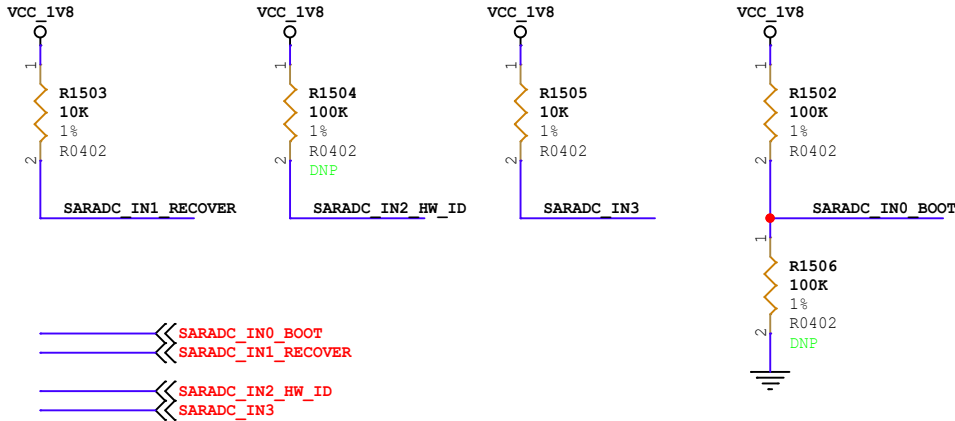 VCC_1V8
1
R1503
10K
1%
R0402
2
SARADC_IN1_RECOVER
VCC_1V8
1
R1504
100K
1%
R0402
DNP
2
SARADC_IN2_HW_ID
VCC_1V8
1
R1505
10K
1%
R0402
2
SARADC_IN3
VCC_1V8
1
R1502
100K
1%
R0402
2
SARADC_IN0_BOOT
1
R1506
100K
1%
R0402
DNP
2
SARADC_IN0_BOOT
SARADC_IN1_RECOVER
SARADC_IN2_HW_ID
SARADC_IN3